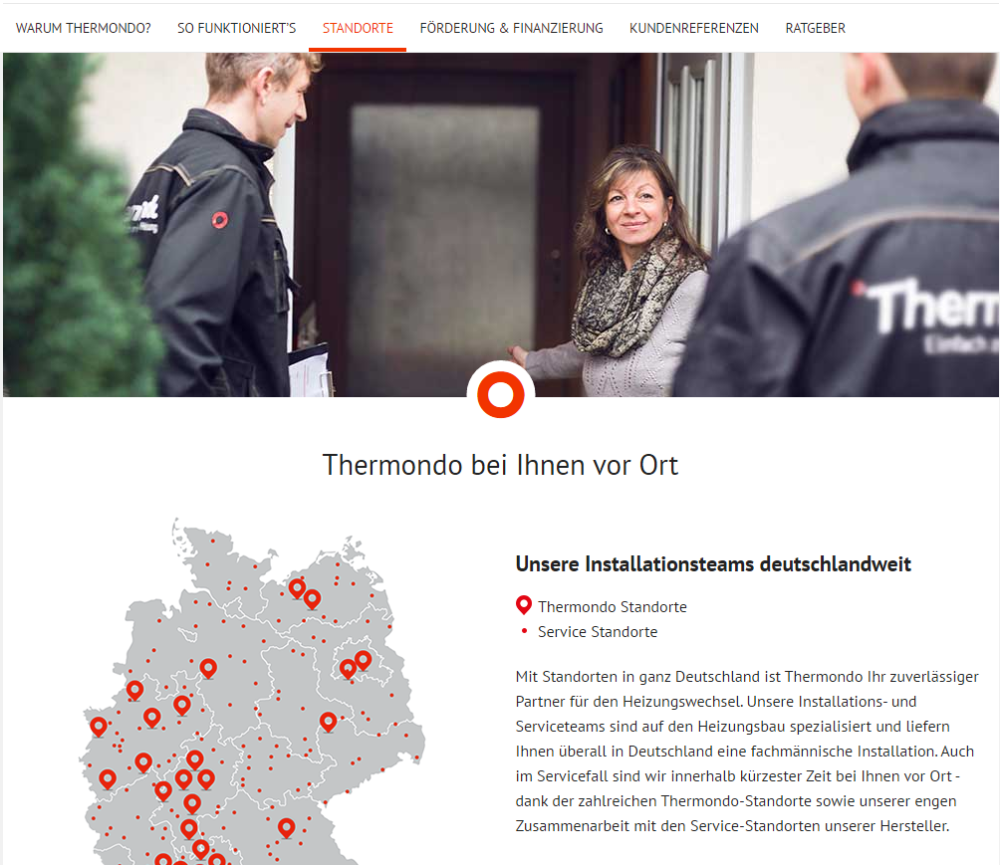 WARUM THERMONDO? SO FUNKTIONIERT'S STANDORTE FÖRDERUNG & FINANZIERUNG KUNDENREFERENZEN RATGEBER
Einfach
Thermondo bei Ihnen vor Ort
Unsere Installationsteams deutschlandweit
Thermondo Standorte
Service Standorte
Mit Standorten in ganz Deutschland ist Thermondo Ihr zuverlässiger
Partner für den Heizungswechsel. Unsere Installations- und
Serviceteams sind auf den Heizungsbau spezialisiert und liefern
Ihnen überall in Deutschland eine fachmännische Installation. Auch
im Servicefall sind wir innerhalb kürzester Zeit bei Ihnen vor Ort -
dank der zahlreichen Thermondo-Standorte sowie unserer engen
Zusammenarbeit mit den Service-Standorten unserer Hersteller.